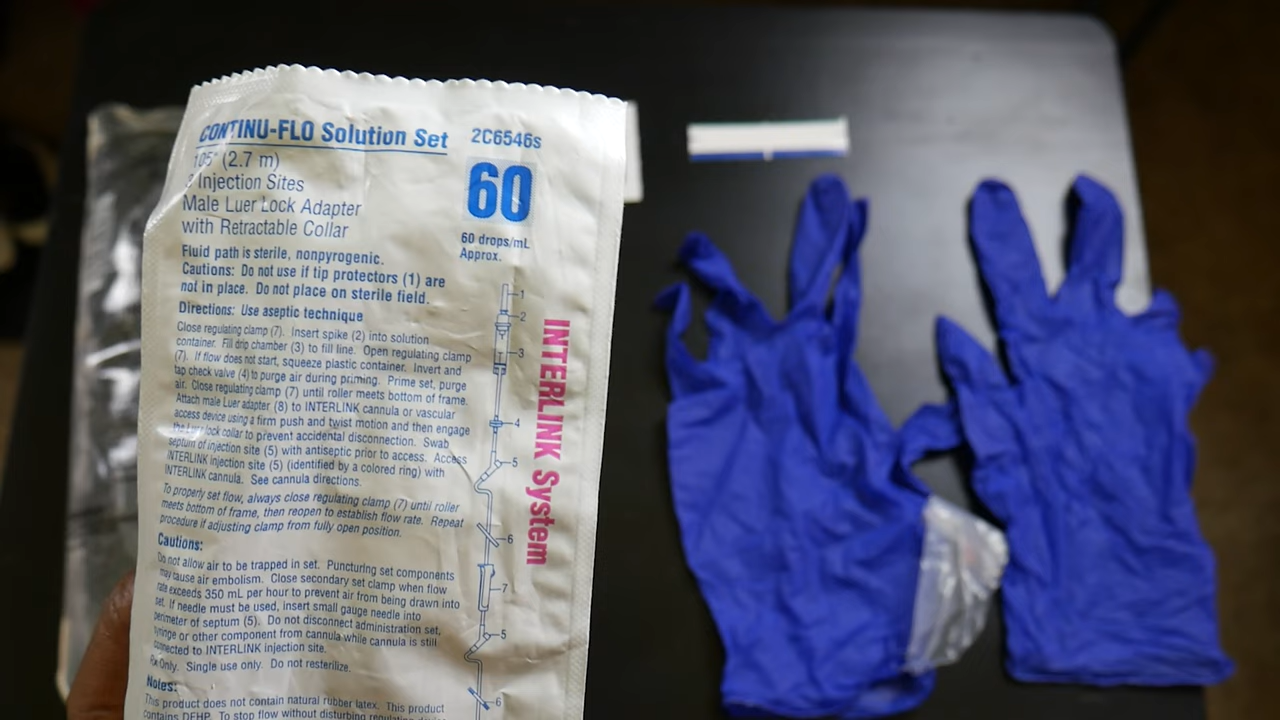 CONTINU-FLO Solution Set 2C6546s
105" (2.7 m)
3 Injection Sites
Male Luer Lock Adapter
with Retractable Collar
60
60 drops/mL
Approx.
Fluid path is sterile, nonpyrogenic.
Cautions: Do not use if tip protectors (1) are
not in place. Do not place on sterile field.
Directions: Use aseptic technique
Close regulating clamp (7). Insert spike (2) into solution
container. Fill drip chamber (3) to fill line. Open regulating clamp
(7). If flow does not start, squeeze plastic container. Invert and
tap check valve (4) to purge air during priming. Prime set, purge
air. Close regulating clamp (7) until roller meets bottom of frame.
Attach male Luer adapter (8) to INTERLINK cannula or vascular
access device using a firm push and twist motion and then engage
the Luer lock collar to prevent accidental disconnection. Swab
septum of injection site (5) with antiseptic prior to access. Access
INTERLINK injection site (5) (identified by a colored ring) with
INTERLINK cannula. See cannula directions.
To properly set flow, always close regulating clamp (7) until roller
meets bottom of frame, then reopen to establish flow rate. Repeat
procedure if adjusting clamp from fully open position.
Cautions:
Do not allow air to be trapped in set. Puncturing set components
may cause air embolism. Close secondary set clamp when flow
rate exceeds 350 mL per hour to prevent air from being drawn into
set. If needle must be used, insert small gauge needle into
perimeter of septum (5). Do not disconnect administration set,
syringe or other component from cannula while cannula is still
connected to INTERLINK injection site.
Rx Only. Single use only. Do not resterilize.
Notes:
This product does not contain natural rubber latex. This product
contains DEHP. To stop flow without disturbing regulating
1
2
3
4
5
6
7
5
6
INTERLINK System